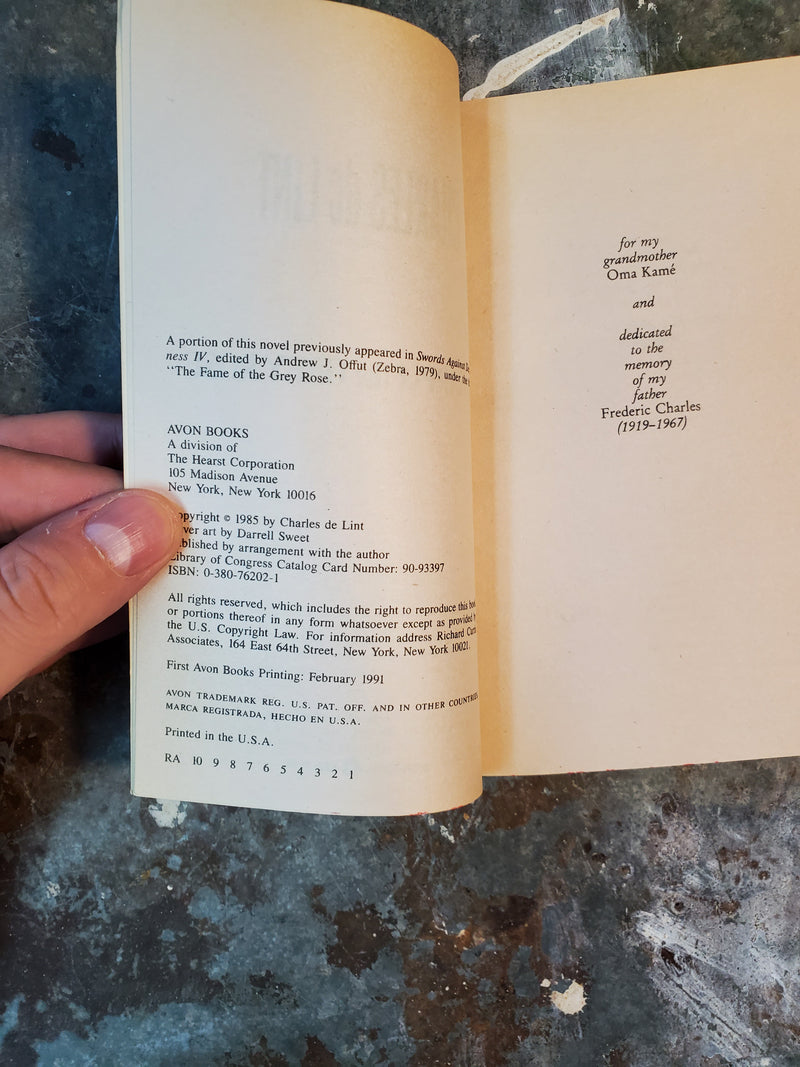 A portion of this novel previously appeared in Swords Against
ness IV, edited by Andrew J. Offut (Zebra, 1979), under the
"The Fame of the Grey Rose."
AVON BOOKS
A division of
The Hearst Corporation
105 Madison Avenue
New York, New York 10016
opyright © 1985 by Charles de Lint
ver art by Darrell Sweet
ublished by arrangement with the author
Library of Congress Catalog Card Number: 90-93397
ISBN: 0-380-76202-1
All rights reserved, which includes the right to reproduce this
or portions thereof in any form whatsoever except as provided
the U.S. Copyright Law. For information address Richard
Associates, 164 East 64th Street, New York, New York 10021.
First Avon Books Printing: February 1991
AVON TRADEMARK REG. U.S. PAT. OFF. AND IN OTHER COUNTRIES,
MARCA REGISTRADA, HECHO EN U.S.A.
Printed in the U.S.A.
RA 10 9 8 7 6 5 4 3 2 1
for my
grandmother
Oma Kamé
and
dedicated
to the
memory
of my
father
Frederic Charles
(1919–1967)